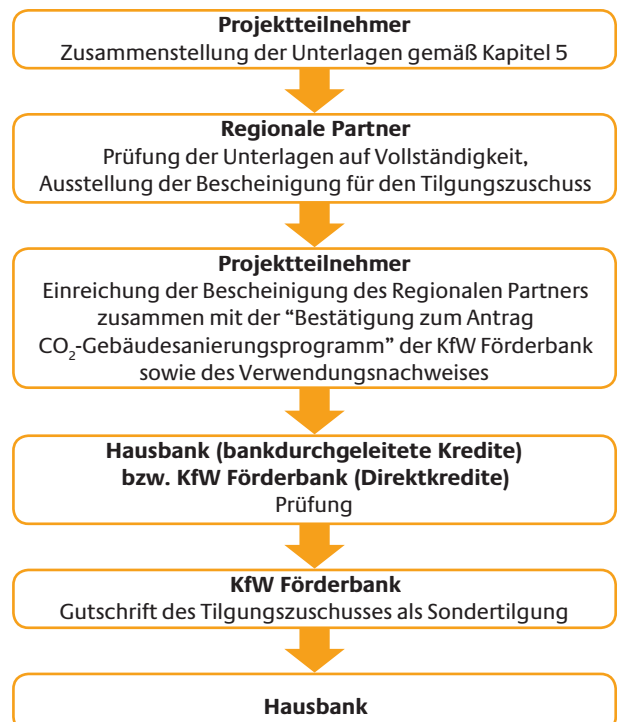 Projektteilnehmer
Zusammenstellung der Unterlagen gemäß Kapitel 5
Regionale Partner
Prüfung der Unterlagen auf Vollständigkeit,
Ausstellung der Bescheinigung für den Tilgungszuschuss
Projektteilnehmer
Einreichung der Bescheinigung des Regionalen Partners
zusammen mit der “Bestätigung zum Antrag
CO₂-Gebäudesanierungsprogramm” der KfW Förderbank
sowie des Verwendungsnachweises
Hausbank (bankdurchgeleitete Kredite)
bzw. KfW Förderbank (Direktkredite)
Prüfung
KfW Förderbank
Gutschrift des Tilgungszuschusses als Sondertilgung
Hausbank